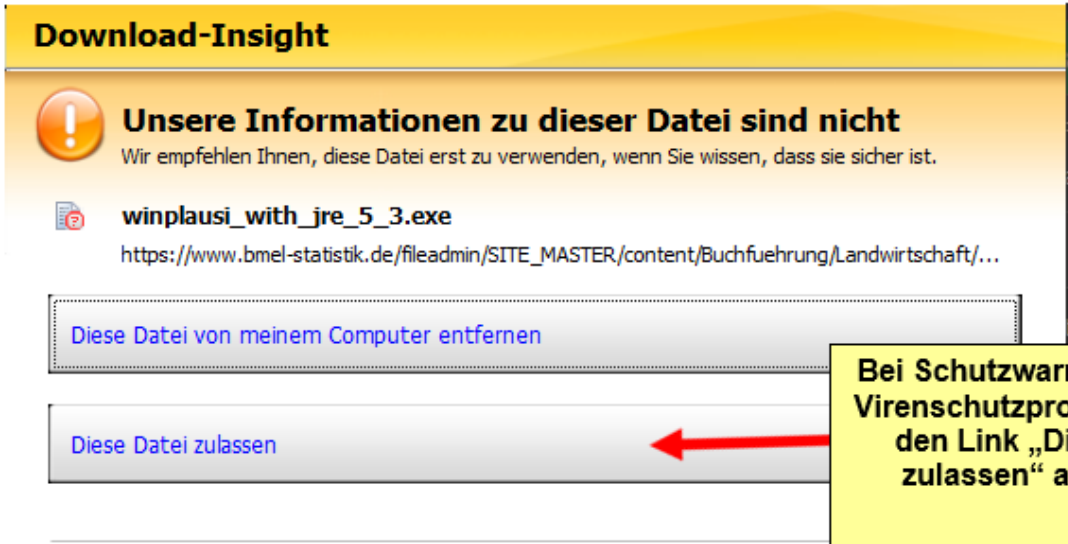 Download-Insight
Unsere Informationen zu dieser Datei sind nicht
Wir empfehlen Ihnen, diese Datei erst zu verwenden, wenn Sie wissen, dass sie sicher ist.
winplausi_with_jre_5_3.exe
https://www.bmel-statistik.de/fileadmin/SITE_MASTER/content/Buchfuehrung/Landwirtschaft/...
Diese Datei von meinem Computer entfernen
Diese Datei zulassen
Bei
den Link
zulassen“